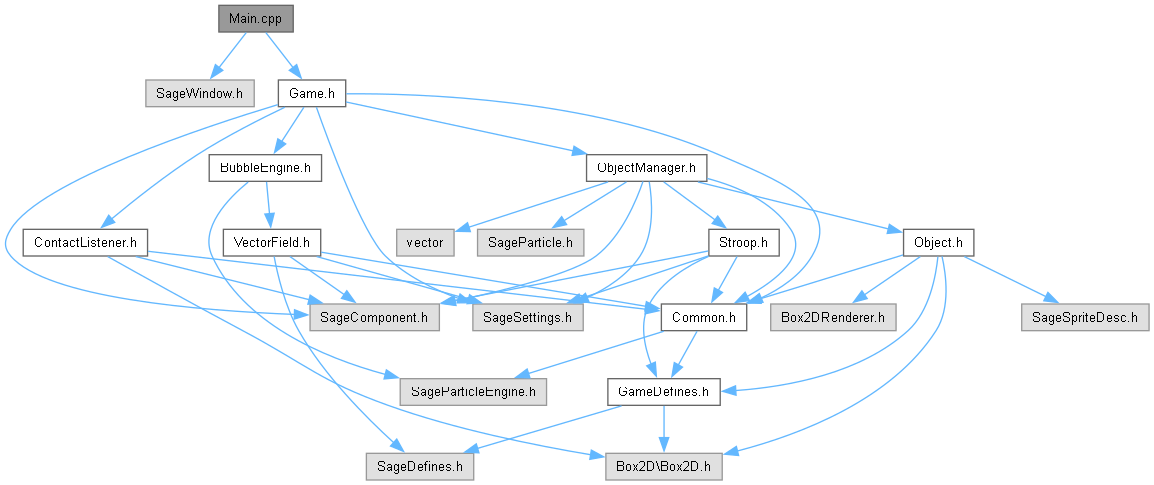 Main.cpp
SageWindow.h
Game.h
BubbleEngine.h
ObjectManager.h
ContactListener.h
VectorField.h
vector
SageParticle.h
Stroop.h
Object.h
SageComponent.h
SageSettings.h
Common.h
Box2DRenderer.h
SageSpriteDesc.h
SageParticleEngine.h
GameDefines.h
SageDefines.h
Box2D\Box2D.h